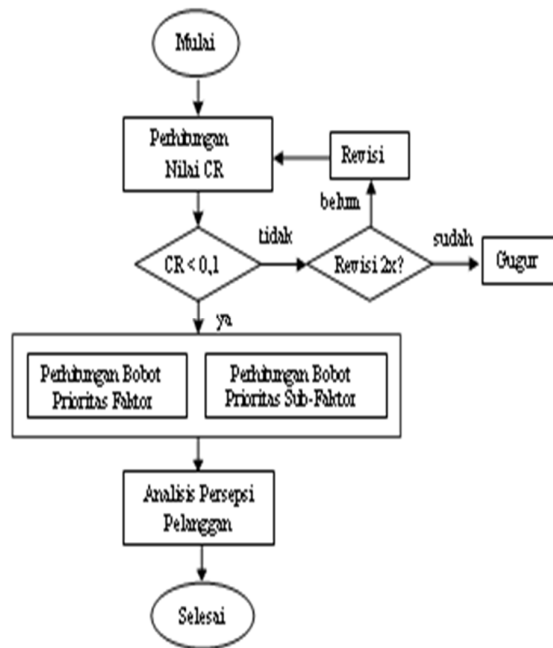 Mulai
Perhitungan
Nilai CR
Revisi
belum
tidak
sudah
CR < 0,1
Revisi 2x?
Gugur
ya
Perhitungan Bobot
Prioritas Faktor
Perhitungan Bobot
Prioritas Sub-Faktor
Analisis Persepsi
Pelanggan
Selesai